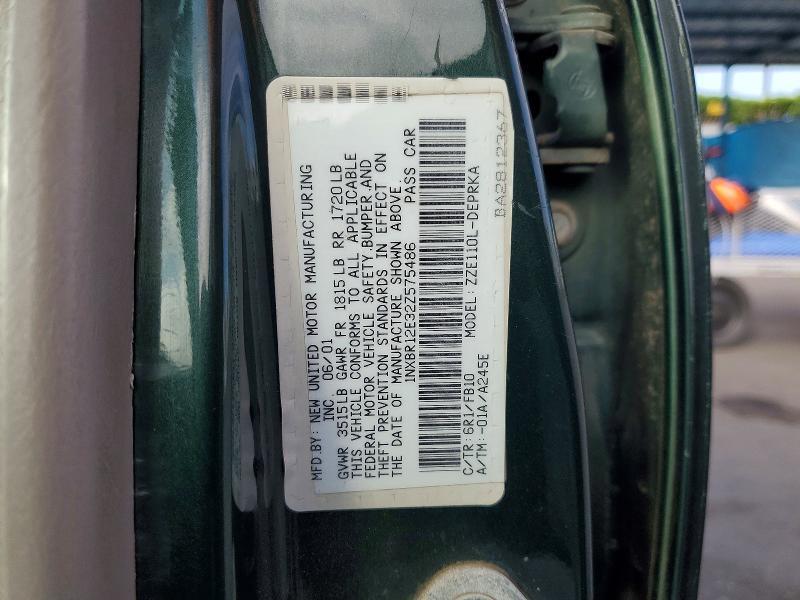 MFD.BY: NEW UNITED MOTOR MANUFACTURING
INC. 06/01
GVWR 3515LB GAWR FR 1815LB RR 1720LB
THIS VEHICLE CONFORMS TO ALL APPLICABLE
FEDERAL MOTOR VEHICLE SAFETY,BUMPER,AND
THEFT PREVENTION STANDARDS IN EFFECT ON
THE DATE OF MANUFACTURE SHOWN ABOVE.
1NXBR12E32Z575486 PASS CAR
C/TR: 6R1/FB10 MODEL: ZZE110L-DEPRKA
A/TM: -01A/A245E
BA2812367